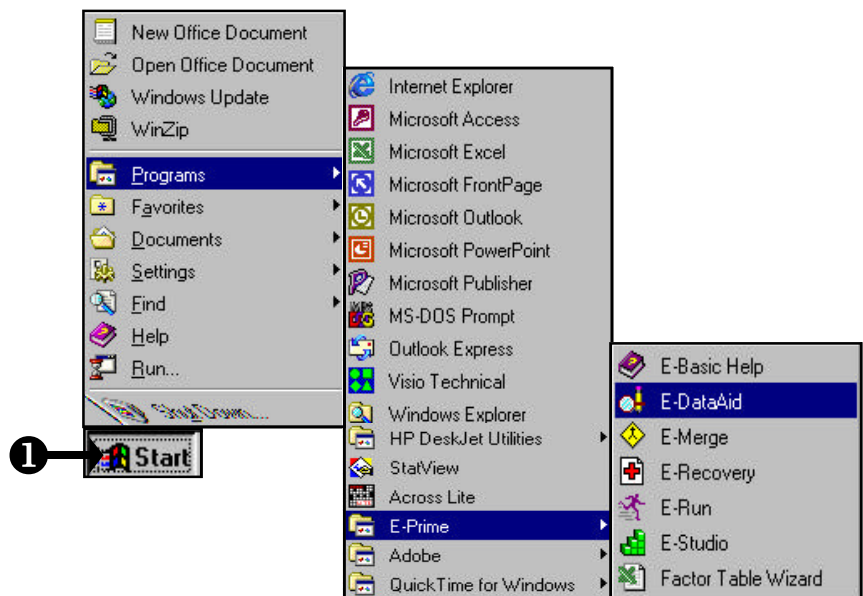 New Office Document
Open Office Document
Windows Update
WinZip
Programs
Favorites
Documents
Settings
Find
Help
Run...
1
Start
Internet Explorer
Microsoft Access
Microsoft Excel
Microsoft FrontPage
Microsoft Outlook
Microsoft PowerPoint
Microsoft Publisher
MS-DOS Prompt
Outlook Express
Visio Technical
Windows Explorer
HP DeskJet Utilities
StatView
Across Lite
E-Prime
Adobe
QuickTime for Windows
E-Basic Help
E-DataAid
E-Merge
E-Recovery
E-Run
E-Studio
Factor Table Wizard